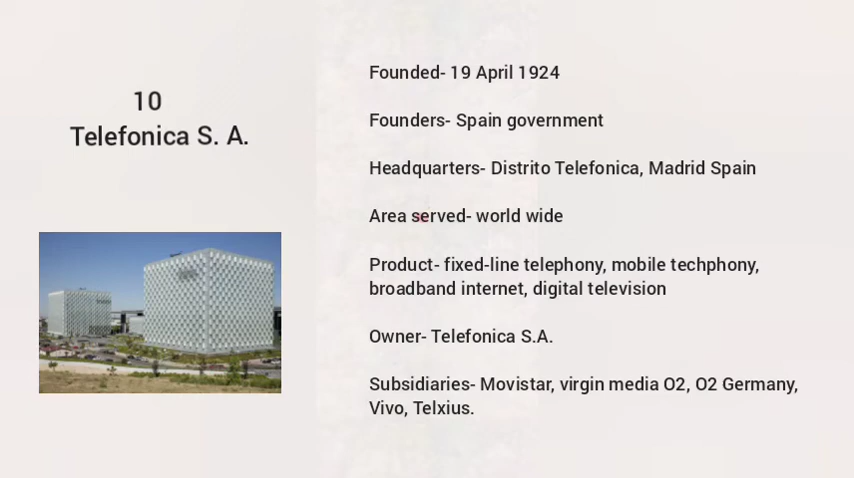 10
Telefonica S. A.
Founded- 19 April 1924
Founders- Spain government
Headquarters- Distrito Telefonica, Madrid Spain
Area served- world wide
Product- fixed-line telephony, mobile techphony,
broadband internet, digital television
Owner- Telefonica S.A.
Subsidiaries- Movistar, virgin media O2, O2 Germany,
Vivo, Telxius.